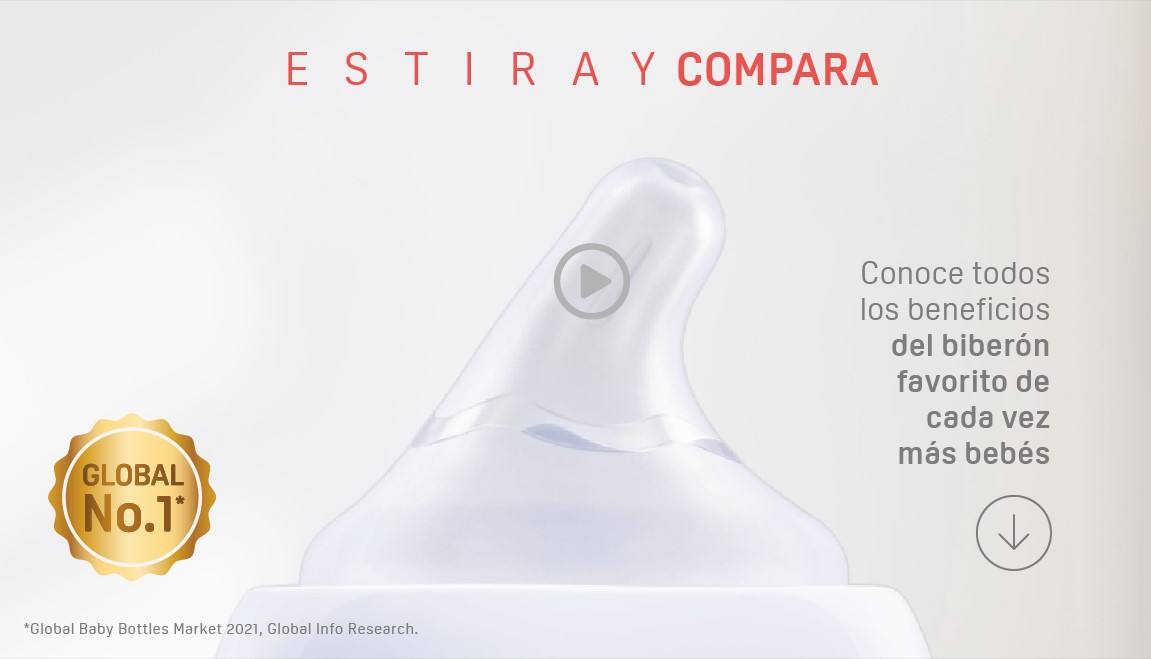 ESTIRA Y COMPARA
Conoce todos
los beneficios
del biberón
favorito de
cada vez
más bebés
GLOBAL
No.1*
*Global Baby Bottles Market 2021, Global Info Research.